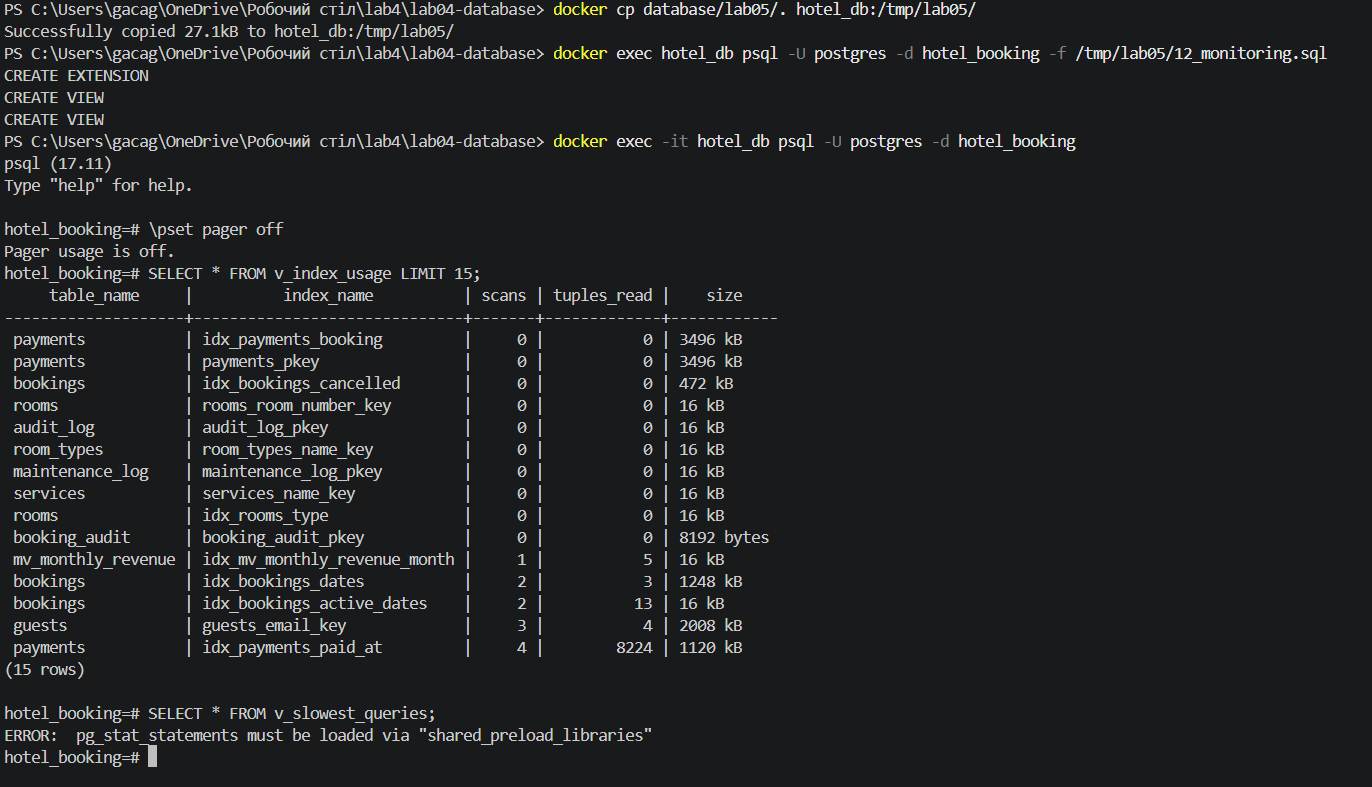 PS C:\Users\gacag\OneDrive\Робочий стіл\lab4\lab04-database> docker cp database/lab05/. hotel_db:/tmp/lab05/
Successfully copied 27.1kB to hotel_db:/tmp/lab05/
PS C:\Users\gacag\OneDrive\Робочий стіл\lab4\lab04-database> docker exec hotel_db psql -U postgres -d hotel_booking -f /tmp/lab05/12_monitoring.sql
CREATE EXTENSION
CREATE VIEW
CREATE VIEW
PS C:\Users\gacag\OneDrive\Робочий стіл\lab4\lab04-database> docker exec -it hotel_db psql -U postgres -d hotel_booking
psql (17.11)
Type "help" for help.

hotel_booking=# \pset pager off
Pager usage is off.
hotel_booking=# SELECT * FROM v_index_usage LIMIT 15;
     table_name     |          index_name          | scans | tuples_read |    size
--------------------+------------------------------+-------+-------------+------------
 payments           | idx_payments_booking         |     0 |           0 | 3496 kB
 payments           | payments_pkey                |     0 |           0 | 3496 kB
 bookings           | idx_bookings_cancelled       |     0 |           0 | 472 kB
 rooms              | rooms_room_number_key        |     0 |           0 | 16 kB
 audit_log          | audit_log_pkey               |     0 |           0 | 16 kB
 room_types         | room_types_name_key          |     0 |           0 | 16 kB
 maintenance_log    | maintenance_log_pkey         |     0 |           0 | 16 kB
 services           | services_name_key            |     0 |           0 | 16 kB
 rooms              | idx_rooms_type               |     0 |           0 | 16 kB
 booking_audit      | booking_audit_pkey           |     0 |           0 | 8192 bytes
 mv_monthly_revenue | idx_mv_monthly_revenue_month |     1 |           5 | 16 kB
 bookings           | idx_bookings_dates           |     2 |           3 | 1248 kB
 bookings           | idx_bookings_active_dates    |     2 |          13 | 16 kB
 guests             | guests_email_key             |     3 |           4 | 2008 kB
 payments           | idx_payments_paid_at         |     4 |        8224 | 1120 kB
(15 rows)

hotel_booking=# SELECT * FROM v_slowest_queries;
ERROR:  pg_stat_statements must be loaded via "shared_preload_libraries"
hotel_booking=#